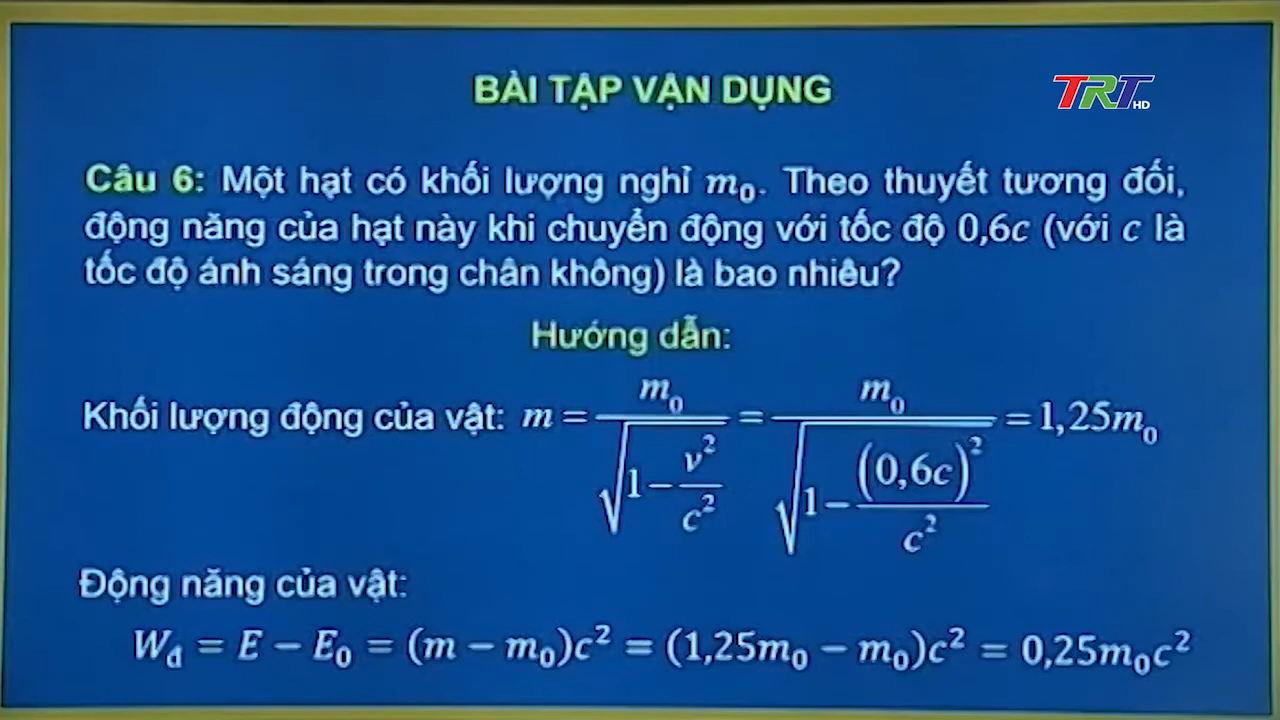 BÀI TẬP VẬN DỤNG
TRT HD
Câu 6: Một hạt có khối lượng nghỉ m₀. Theo thuyết tương đối,
động năng của hạt này khi chuyển động với tốc độ 0,6c (với c là
tốc độ ánh sáng trong chân không) là bao nhiêu?
Hướng dẫn:
Khối lượng động của vật: m = m₀/√(1 − v²/c²) = m₀/√(1 − (0,6c)²/c²) = 1,25m₀
Động năng của vật:
Wđ = E − E₀ = (m − m₀)c² = (1,25m₀ − m₀)c² = 0,25m₀c²